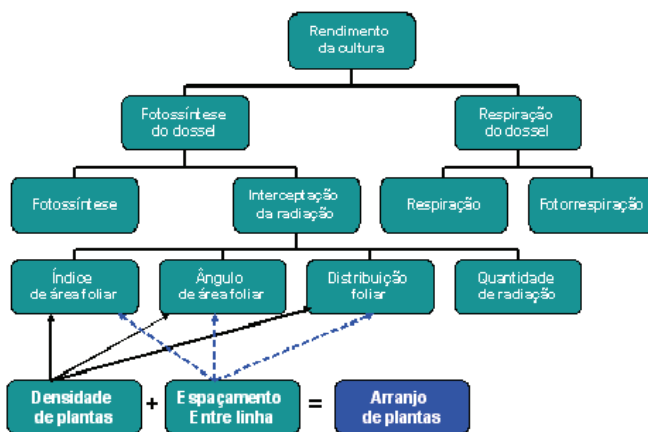 Rendimento
da cultura
Fotossíntese
do dossel
Respiração
do dossel
Fotossíntese
Interceptação
da radiação
Respiração
Fotorrespiração
Índice
de área foliar
Ângulo
de área foliar
Distribuição
foliar
Quantidade
de radiação
Densidade
de plantas
+
Espaçamento
Entre linha
=
Arranjo
de plantas